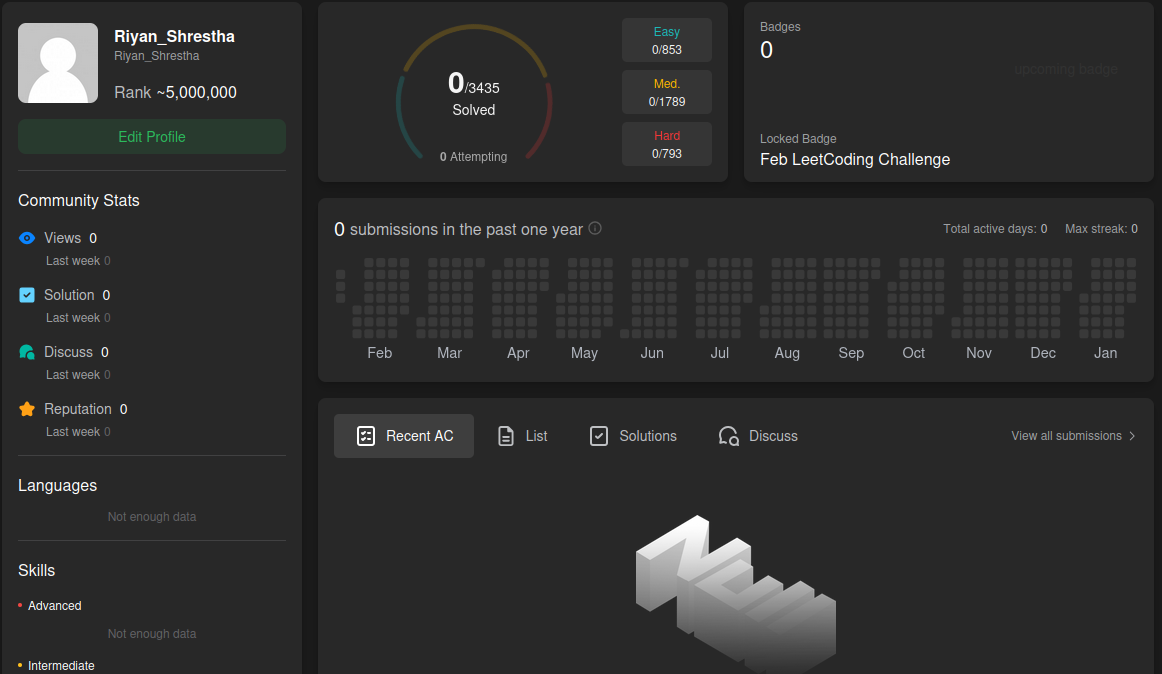 Riyan_Shrestha
Riyan_Shrestha
Rank ~5,000,000
Edit Profile
Community Stats
Views 0
Last week 0
Solution 0
Last week 0
Discuss 0
Last week 0
Reputation 0
Last week 0
Languages
Not enough data
Skills
Advanced
Not enough data
Intermediate
0/3435
Solved
0 Attempting
Easy
0/853
Med.
0/1789
Hard
0/793
Badges
0
upcoming badge
Locked Badge
Feb LeetCoding Challenge
0 submissions in the past one year
Total active days: 0 Max streak: 0
Feb Mar Apr May Jun Jul Aug Sep Oct Nov Dec Jan
Recent AC List Solutions Discuss View all submissions
Null